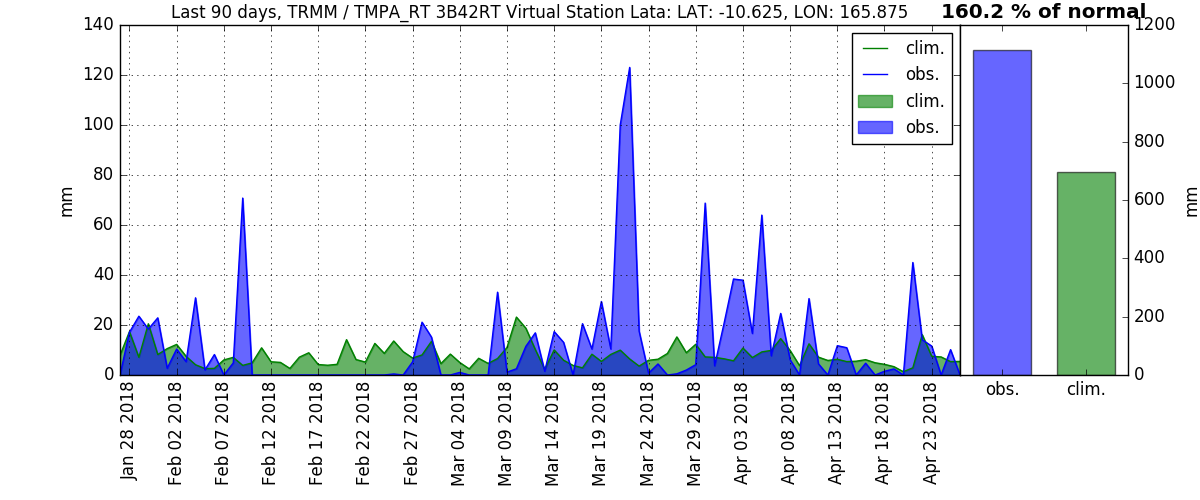 Last 90 days, TRMM / TMPA_RT 3B42RT Virtual Station Lata: LAT: -10.625, LON: 165.875
160.2 % of normal
140
120
100
80
60
40
20
0
mm
clim.
obs.
clim.
obs.
1200
1000
800
600
400
200
0
mm
obs.
clim.
Jan 28 2018
Feb 02 2018
Feb 07 2018
Feb 12 2018
Feb 17 2018
Feb 22 2018
Feb 27 2018
Mar 04 2018
Mar 09 2018
Mar 14 2018
Mar 19 2018
Mar 24 2018
Mar 29 2018
Apr 03 2018
Apr 08 2018
Apr 13 2018
Apr 18 2018
Apr 23 2018